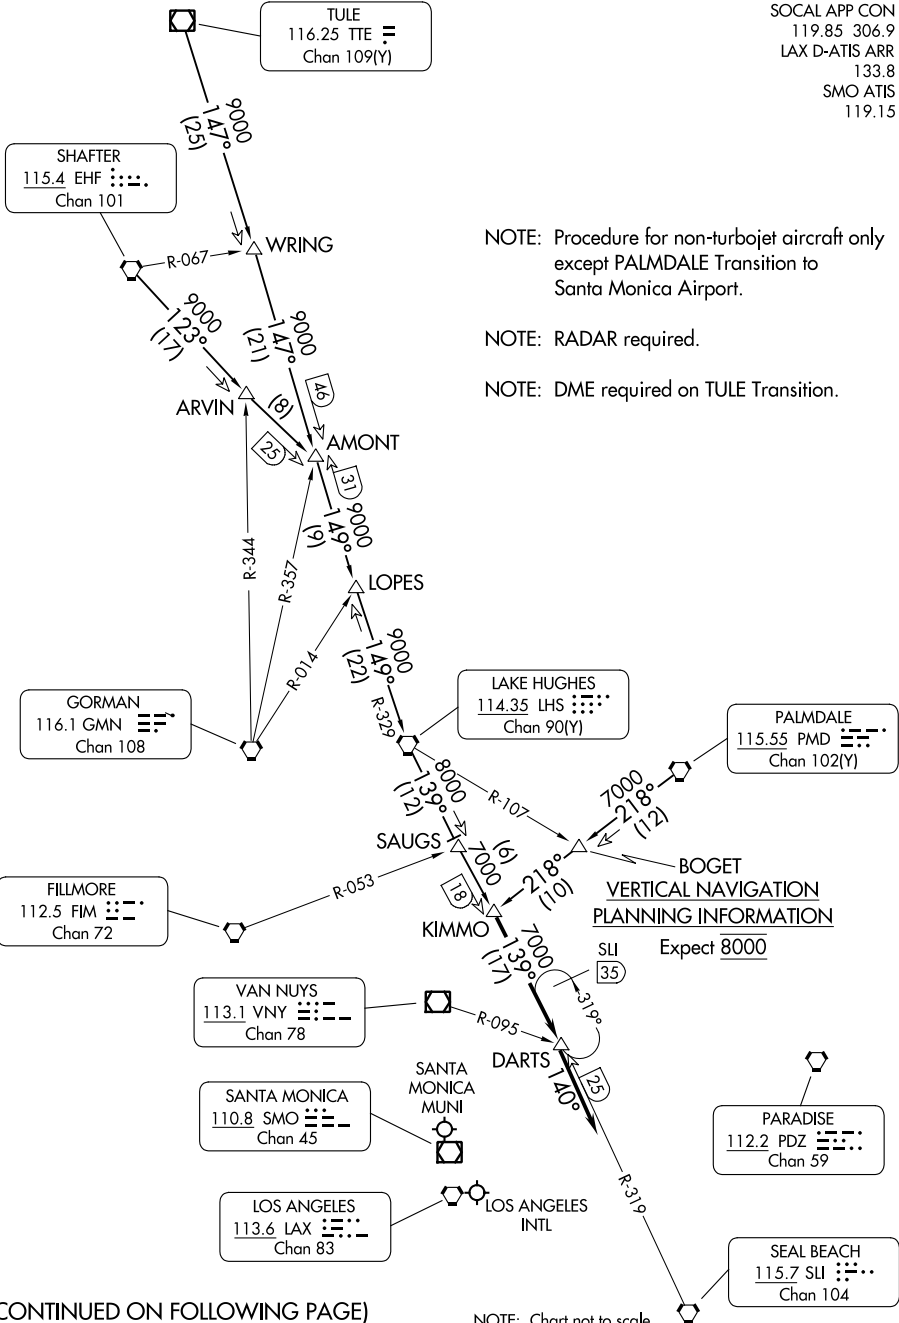 TULE
116.25 TTE
Chan 109(Y)
SOCAL APP CON
119.85 306.9
LAX D-ATIS ARR
133.8
SMO ATIS
119.15
9000
147°
(25)
SHAFTER
115.4 EHF
Chan 101
R-067
WRING
NOTE: Procedure for non-turbojet aircraft only
except PALMDALE Transition to
Santa Monica Airport.
NOTE: RADAR required.
NOTE: DME required on TULE Transition.
9000
123°
(17)
9000
147°
(21)
46
ARVIN
(8)
25
AMONT
31
9000
149°
(9)
R-344
R-357
R-014
LOPES
9000
149°
(22)
R-329
GORMAN
116.1 GMN
Chan 108
LAKE HUGHES
114.35 LHS
Chan 90(Y)
PALMDALE
115.55 PMD
Chan 102(Y)
8000
139°
(12)
R-107
7000
218°
(12)
SAUGS
(6)
7000
18
218°
(10)
BOGET
VERTICAL NAVIGATION
PLANNING INFORMATION
Expect 8000
FILLMORE
112.5 FIM
Chan 72
R-053
KIMMO
7000
139°
(17)
SLI
35
319°
VAN NUYS
113.1 VNY
Chan 78
R-095
DARTS
25
140°
SANTA
MONICA
MUNI
SANTA MONICA
110.8 SMO
Chan 45
PARADISE
112.2 PDZ
Chan 59
LOS ANGELES
113.6 LAX
Chan 83
LOS ANGELES
INTL
R-319
SEAL BEACH
115.7 SLI
Chan 104
CONTINUED ON FOLLOWING PAGE)
NOTE: Chart not to scale